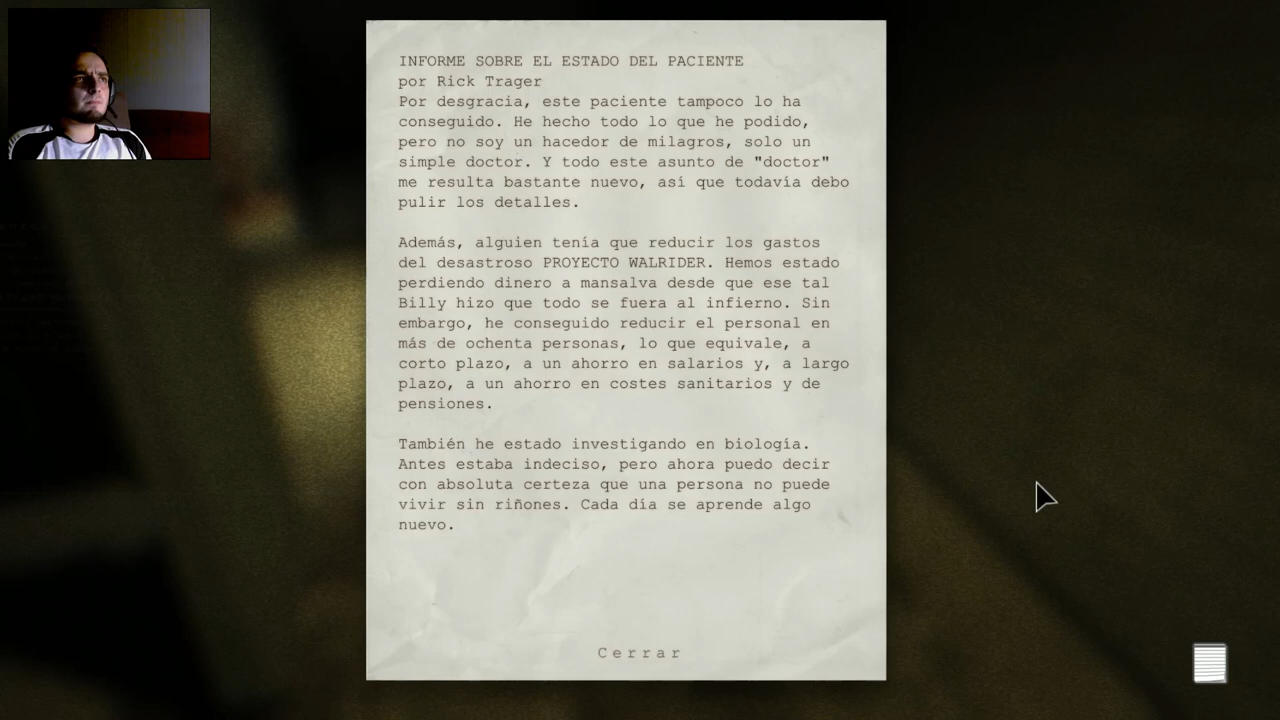 INFORME SOBRE EL ESTADO DEL PACIENTE
por Rick Trager
Por desgracia, este paciente tampoco lo ha
conseguido. He hecho todo lo que he podido,
pero no soy un hacedor de milagros, solo un
simple doctor. Y todo este asunto de "doctor"
me resulta bastante nuevo, así que todavía debo
pulir los detalles.
Además, alguien tenía que reducir los gastos
del desastroso PROYECTO WALRIDER. Hemos estado
perdiendo dinero a mansalva desde que ese tal
Billy hizo que todo se fuera al infierno. Sin
embargo, he conseguido reducir el personal en
más de ochenta personas, lo que equivale, a
corto plazo, a un ahorro en salarios y, a largo
plazo, a un ahorro en costes sanitarios y de
pensiones.
También he estado investigando en biología.
Antes estaba indeciso, pero ahora puedo decir
con absoluta certeza que una persona no puede
vivir sin riñones. Cada día se aprende algo
nuevo.
Cerrar